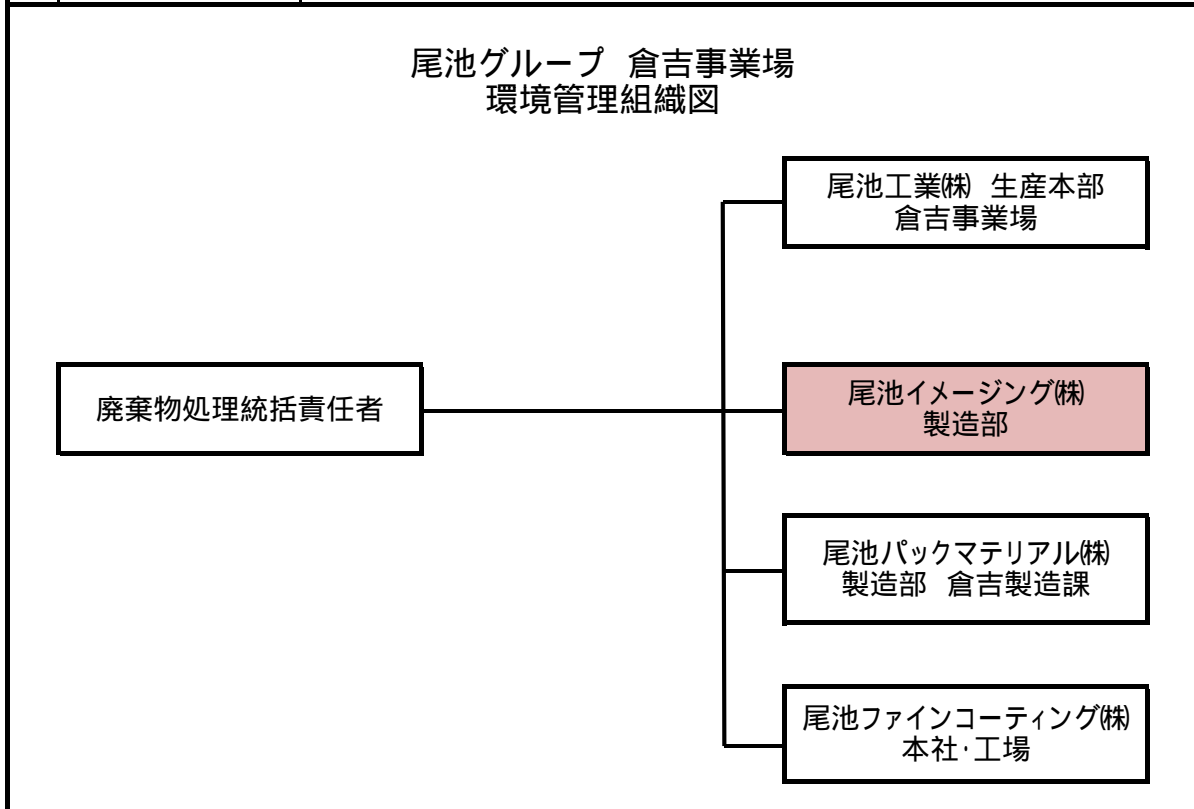 尾池グループ 倉吉事業場
環境管理組織図
尾池工業㈱ 生産本部
倉吉事業場
廃棄物処理統括責任者
尾池イメージング㈱
製造部
尾池パックマテリアル㈱
製造部 倉吉製造課
尾池ファインコーティング㈱
本社･工場